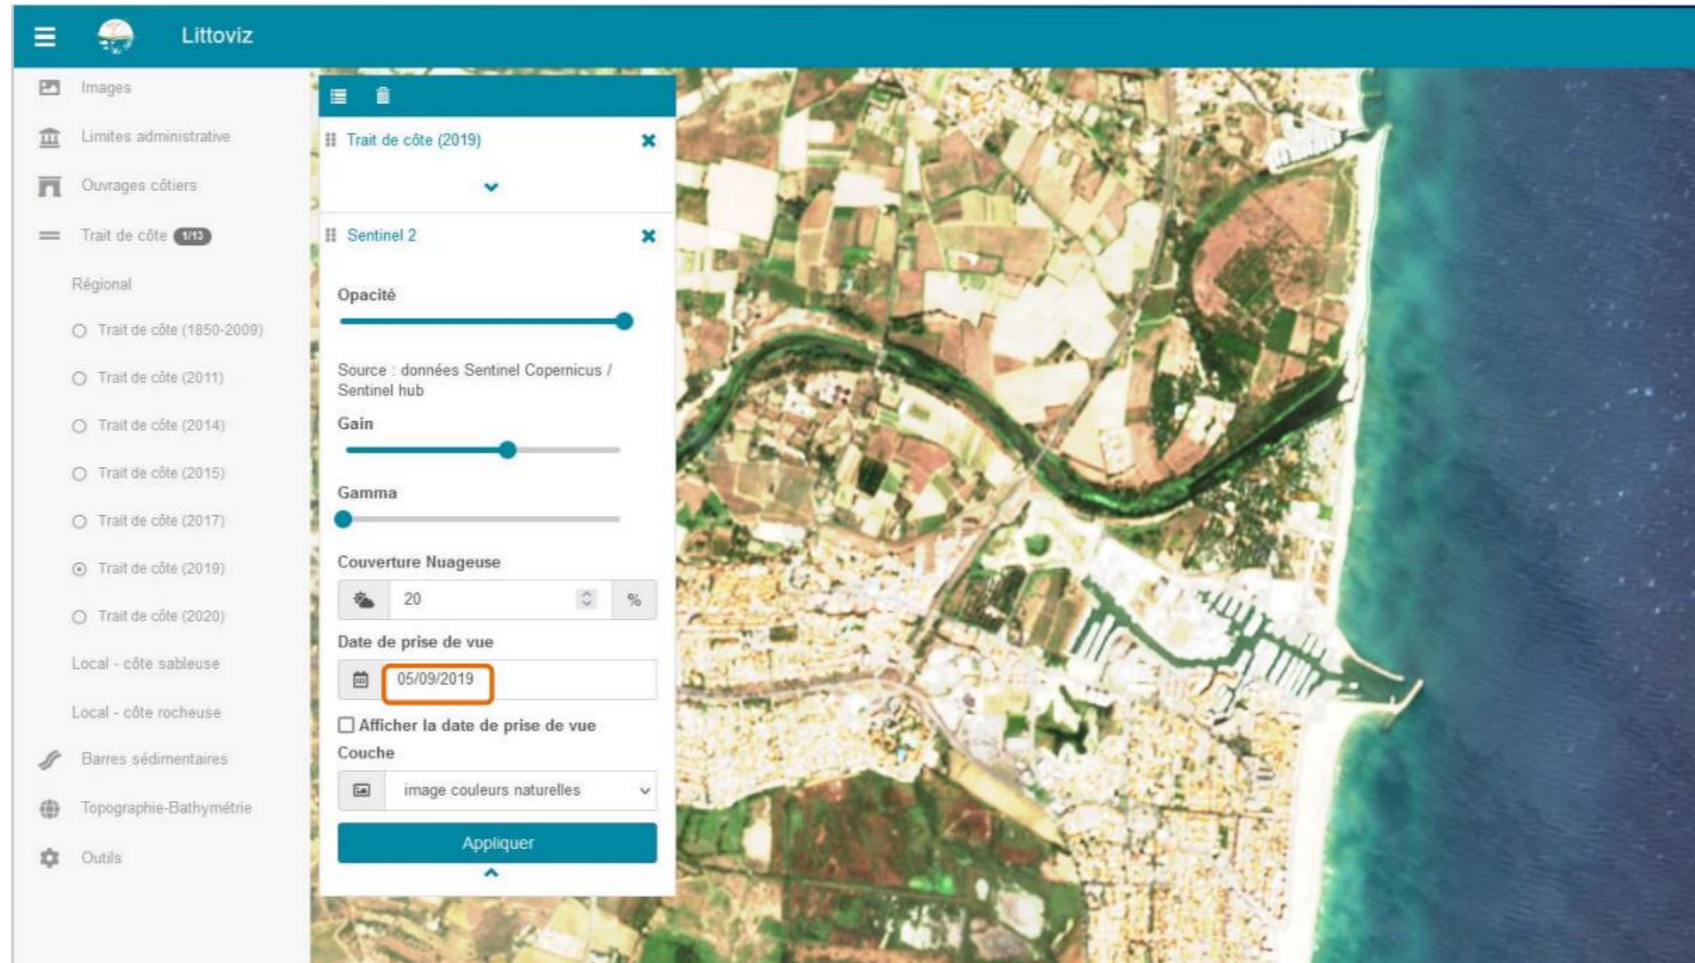 Littoviz
Images
Limites administrative
Ouvrages côtiers
Trait de côte 1/13
Régional
Trait de côte (1850-2009)
Trait de côte (2011)
Trait de côte (2014)
Trait de côte (2015)
Trait de côte (2017)
Trait de côte (2019)
Trait de côte (2020)
Local - côte sableuse
Local - côte rocheuse
Barres sédimentaires
Topographie-Bathymétrie
Outils
Trait de côte (2019)
Sentinel 2
Opacité
Source : données Sentinel Copernicus /
Sentinel hub
Gain
Gamma
Couverture Nuageuse
20 %
Date de prise de vue
05/09/2019
Afficher la date de prise de vue
Couche
image couleurs naturelles
Appliquer